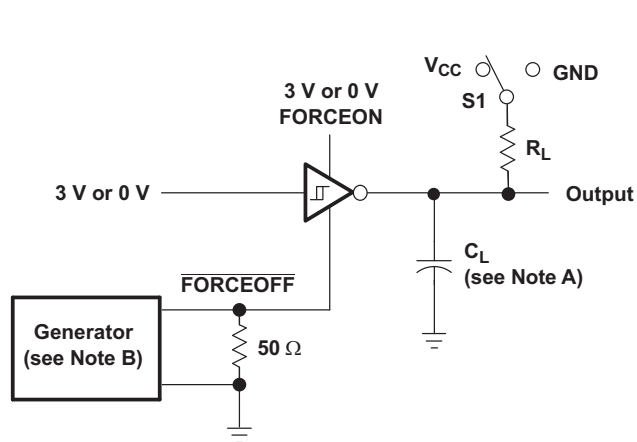 VCC
GND
S1
3 V or 0 V
FORCEON
RL
3 V or 0 V
Output
CL
(see Note A)
FORCEOFF
Generator
(see Note B)
50 Ω